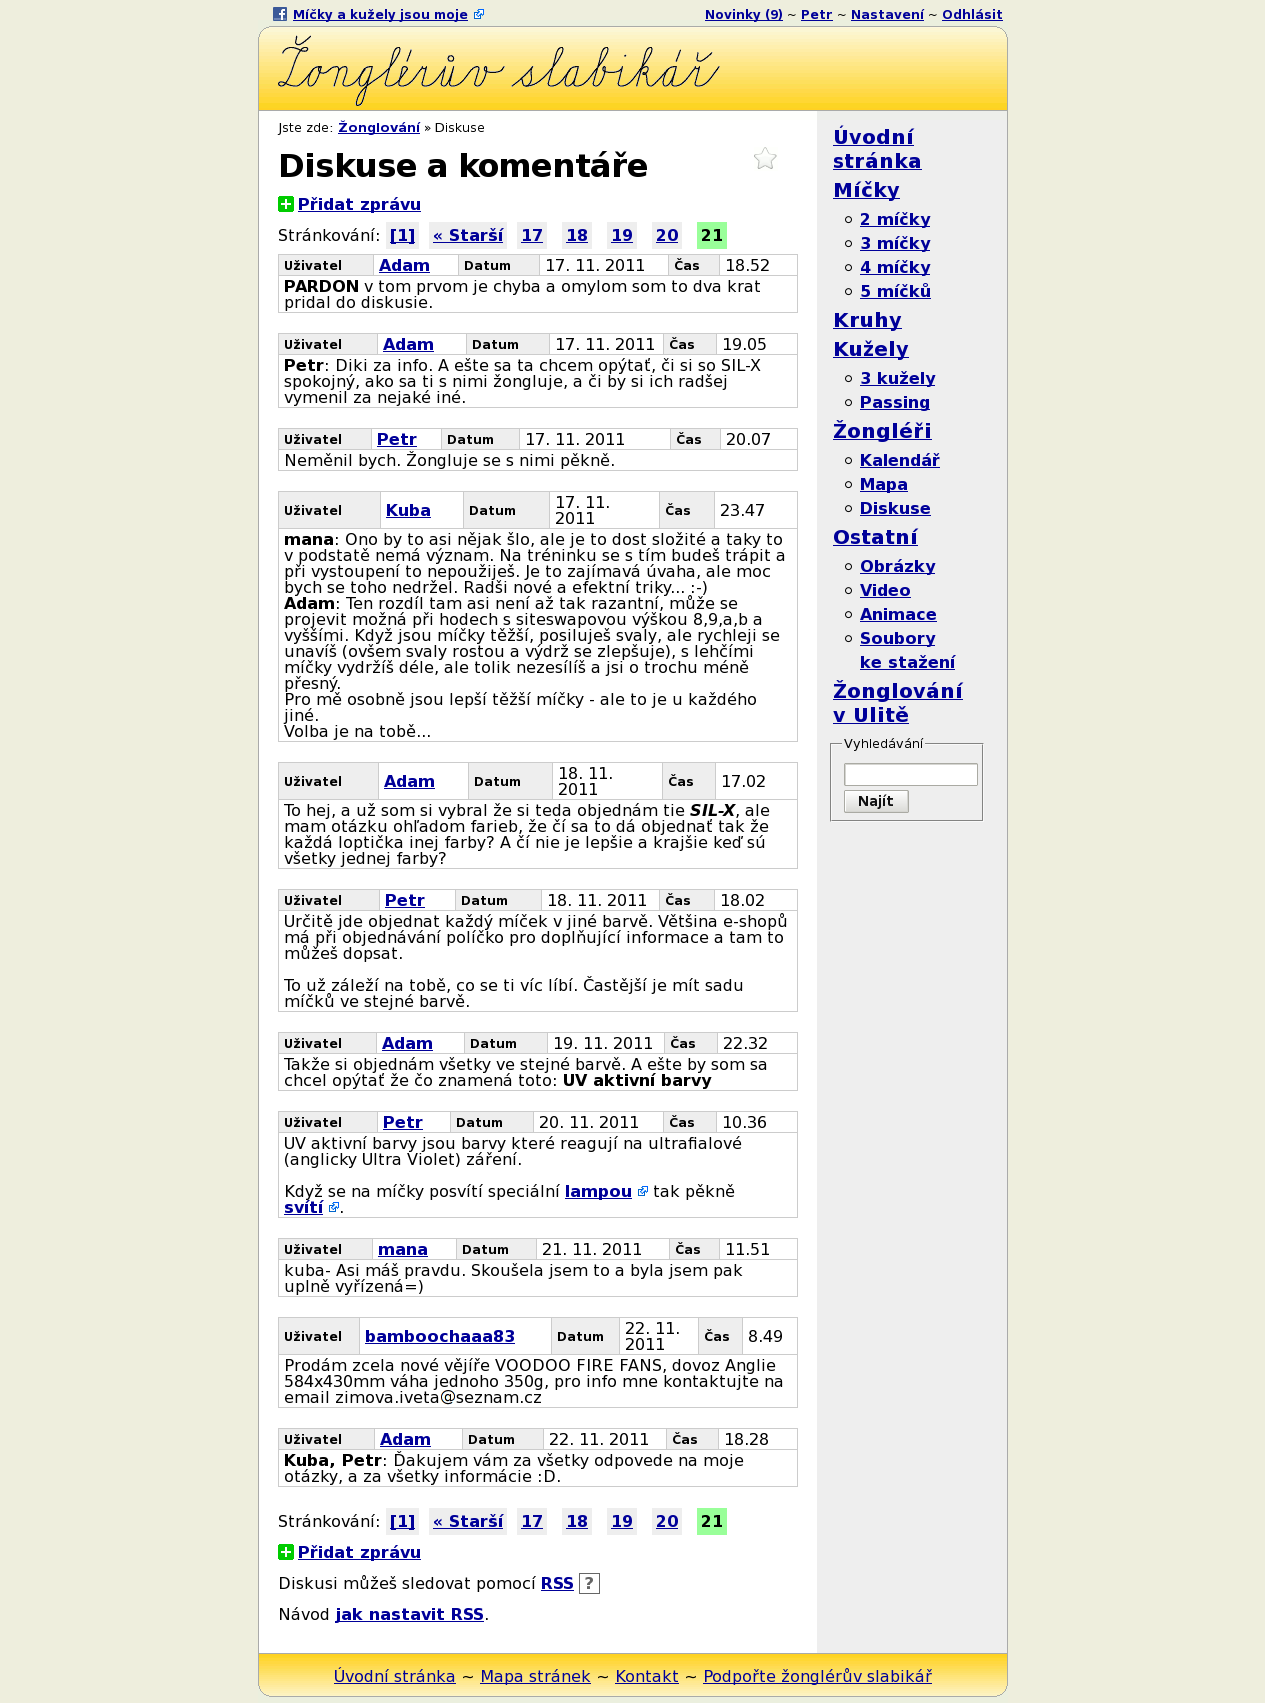 Míčky a kužely jsou moje
Novinky (9) ~ Petr ~ Nastavení ~ Odhlásit
Žonglérův slabikář
Jste zde: Žonglování » Diskuse
Diskuse a komentáře
Přidat zprávu
Stránkování: [1] « Starší 17 18 19 20 21
Uživatel Adam Datum 17. 11. 2011 Čas 18.52
PARDON v tom prvom je chyba a omylom som to dva krat
pridal do diskusie.
Uživatel Adam Datum 17. 11. 2011 Čas 19.05
Petr: Diki za info. A ešte sa ta chcem opýtať, či si so SIL-X
spokojný, ako sa ti s nimi žongluje, a či by si ich radšej
vymenil za nejaké iné.
Uživatel Petr Datum 17. 11. 2011 Čas 20.07
Neměnil bych. Žongluje se s nimi pěkně.
Uživatel Kuba Datum 17. 11.
2011 Čas 23.47
mana: Ono by to asi nějak šlo, ale je to dost složité a taky to
v podstatě nemá význam. Na tréninku se s tím budeš trápit a
při vystoupení to nepoužiješ. Je to zajímavá úvaha, ale moc
bych se toho nedržel. Radši nové a efektní triky... :-)
Adam: Ten rozdíl tam asi není až tak razantní, může se
projevit možná při hodech s siteswapovou výškou 8,9,a,b a
vyššími. Když jsou míčky těžší, posiluješ svaly, ale rychleji se
unavíš (ovšem svaly rostou a výdrž se zlepšuje), s lehčími
míčky vydržíš déle, ale tolik nezesílíš a jsi o trochu méně
přesný.
Pro mě osobně jsou lepší těžší míčky - ale to je u každého
jiné.
Volba je na tobě...
Uživatel Adam Datum 18. 11.
2011 Čas 17.02
To hej, a už som si vybral že si teda objednám tie SIL-X, ale
mam otázku ohľadom farieb, že čí sa to dá objednať tak že
každá loptička inej farby? A čí nie je lepšie a krajšie keď sú
všetky jednej farby?
Uživatel Petr Datum 18. 11. 2011 Čas 18.02
Určitě jde objednat každý míček v jiné barvě. Většina e-shopů
má při objednávání políčko pro doplňující informace a tam to
můžeš dopsat.
To už záleží na tobě, co se ti víc líbí. Častější je mít sadu
míčků ve stejné barvě.
Uživatel Adam Datum 19. 11. 2011 Čas 22.32
Takže si objednám všetky ve stejné barvě. A ešte by som sa
chcel opýtať že čo znamená toto: UV aktivní barvy
Uživatel Petr Datum 20. 11. 2011 Čas 10.36
UV aktivní barvy jsou barvy které reagují na ultrafialové
(anglicky Ultra Violet) záření.
Když se na míčky posvítí speciální lampou tak pěkně
svítí.
Uživatel mana Datum 21. 11. 2011 Čas 11.51
kuba- Asi máš pravdu. Skoušela jsem to a byla jsem pak
uplně vyřízená=)
Uživatel bamboochaaa83 Datum 22. 11.
2011 Čas 8.49
Prodám zcela nové vějíře VOODOO FIRE FANS, dovoz Anglie
584x430mm váha jednoho 350g, pro info mne kontaktujte na
email zimova.iveta@seznam.cz
Uživatel Adam Datum 22. 11. 2011 Čas 18.28
Kuba, Petr: Ďakujem vám za všetky odpovede na moje
otázky, a za všetky informácie :D.
Stránkování: [1] « Starší 17 18 19 20 21
Přidat zprávu
Diskusi můžeš sledovat pomocí RSS ?
Návod jak nastavit RSS.
Úvodní
stránka
Míčky
2 míčky
3 míčky
4 míčky
5 míčků
Kruhy
Kužely
3 kužely
Passing
Žongléři
Kalendář
Mapa
Diskuse
Ostatní
Obrázky
Video
Animace
Soubory
ke stažení
Žonglování
v Ulitě
Vyhledávání
Najít
Úvodní stránka ~ Mapa stránek ~ Kontakt ~ Podpořte žonglérův slabikář